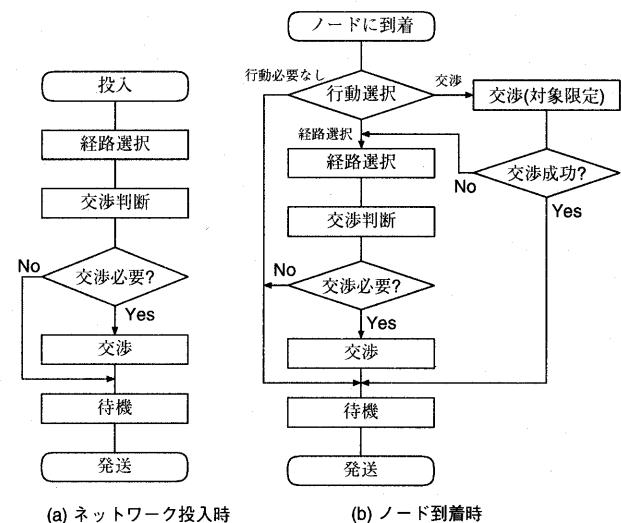 投入
経路選択
交渉判断
交渉必要?
No
Yes
交渉
待機
発送
(a) ネットワーク投入時
ノードに到着
行動必要なし
行動選択
交渉
交渉(対象限定)
経路選択
経路選択
交渉成功?
No
Yes
交渉判断
交渉必要?
No
Yes
交渉
待機
発送
(b) ノード到着時